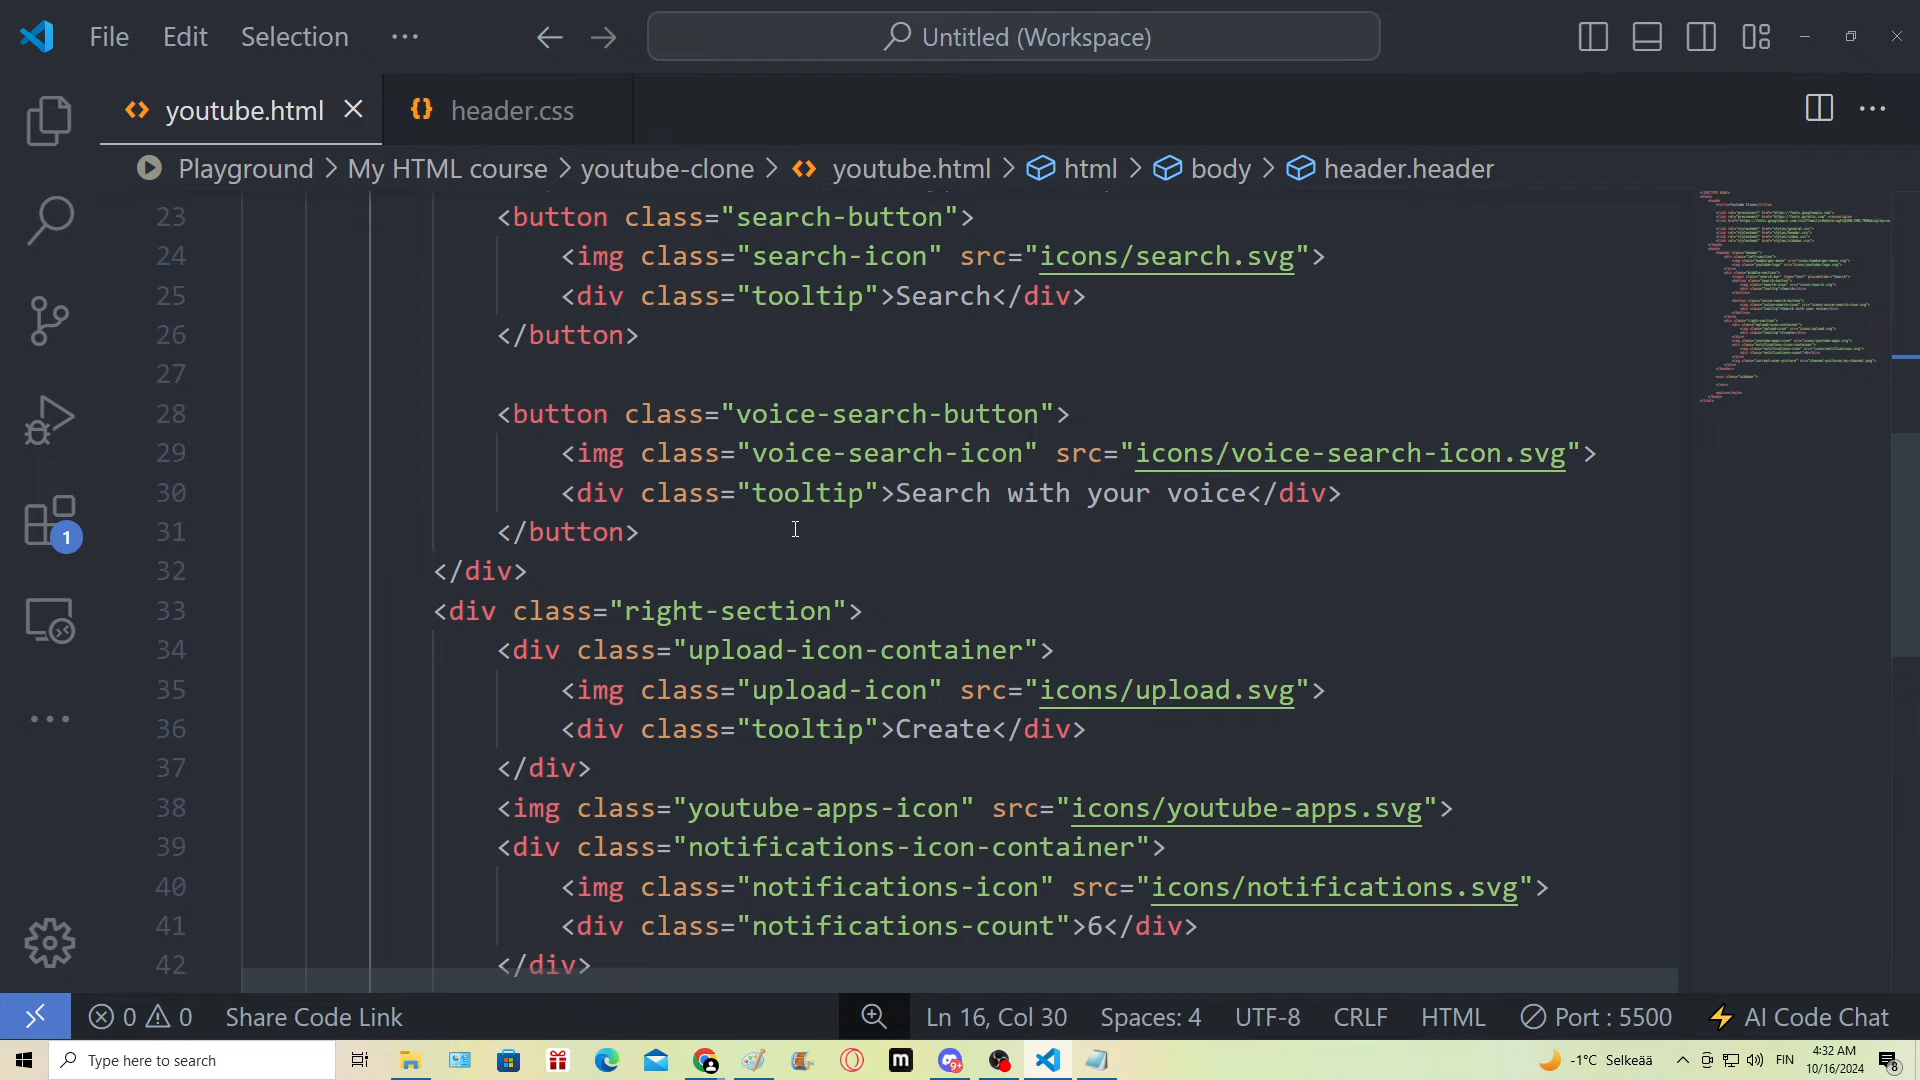 File Edit Selection ··· Untitled (Workspace)
youtube.html header.css
Playground > My HTML course > youtube-clone > youtube.html > html > body > header.header
23 <button class="search-button">
24 <img class="search-icon" src="icons/search.svg">
25 <div class="tooltip">Search</div>
26 </button>
27
28 <button class="voice-search-button">
29 <img class="voice-search-icon" src="icons/voice-search-icon.svg">
30 <div class="tooltip">Search with your voice</div>
31 </button>
32 </div>
33 <div class="right-section">
34 <div class="upload-icon-container">
35 <img class="upload-icon" src="icons/upload.svg">
36 <div class="tooltip">Create</div>
37 </div>
38 <img class="youtube-apps-icon" src="icons/youtube-apps.svg">
39 <div class="notifications-icon-container">
40 <img class="notifications-icon" src="icons/notifications.svg">
41 <div class="notifications-count">6</div>
42 </div>
1
0 0 Share Code Link Ln 16, Col 30 Spaces: 4 UTF-8 CRLF HTML Port : 5500 AI Code Chat
Type here to search 9+ m -1°C Selkeää FIN 4:32 AM
10/16/2024 8